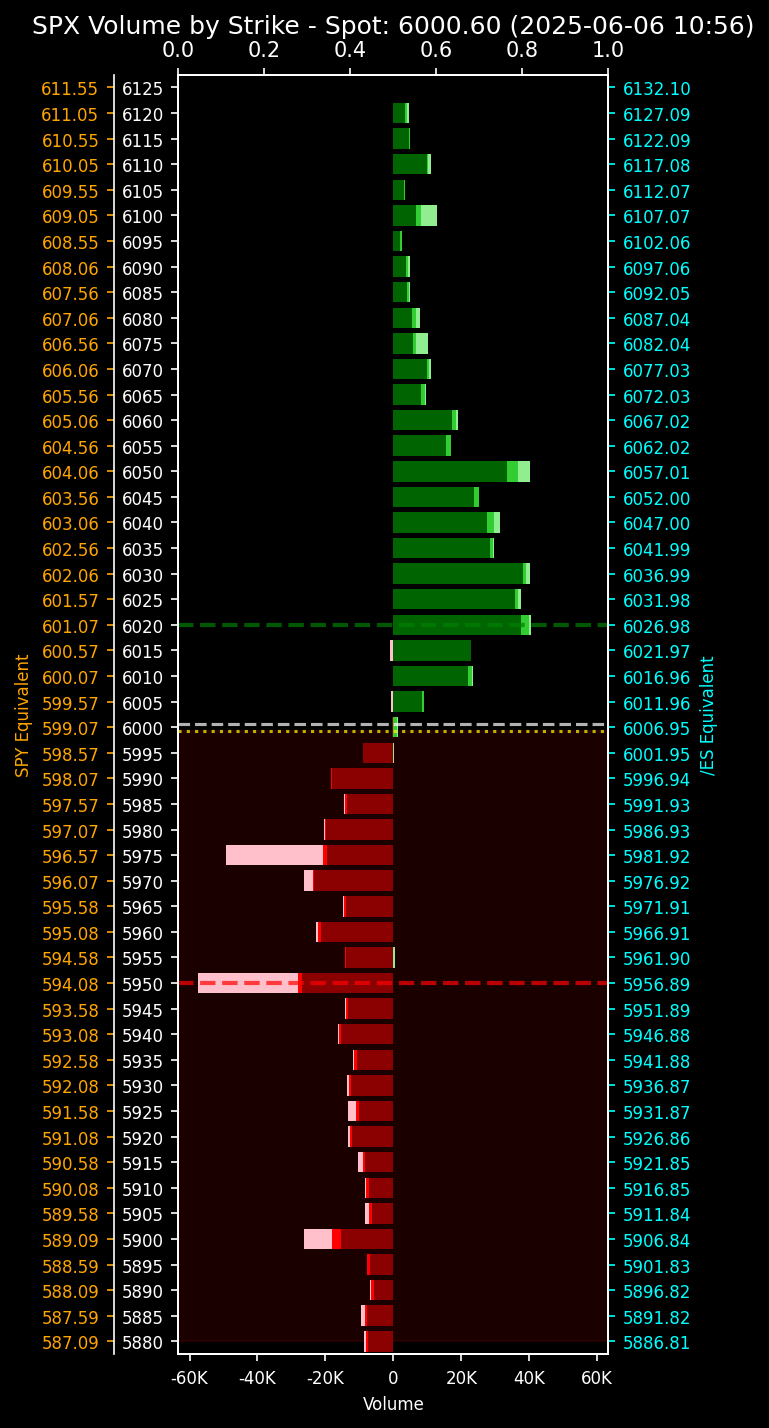 SPX Volume by Strike - Spot: 6000.60 (2025-06-06 10:56)
0.0 0.2 0.4 0.6 0.8 1.0
611.55 6125 6132.10
611.05 6120 6127.09
610.55 6115 6122.09
610.05 6110 6117.08
609.55 6105 6112.07
609.05 6100 6107.07
608.55 6095 6102.06
608.06 6090 6097.06
607.56 6085 6092.05
607.06 6080 6087.04
606.56 6075 6082.04
606.06 6070 6077.03
605.56 6065 6072.03
605.06 6060 6067.02
604.56 6055 6062.02
604.06 6050 6057.01
603.56 6045 6052.00
603.06 6040 6047.00
602.56 6035 6041.99
602.06 6030 6036.99
601.57 6025 6031.98
601.07 6020 6026.98
600.57 6015 6021.97
600.07 6010 6016.96
599.57 6005 6011.96
599.07 6000 6006.95
598.57 5995 6001.95
598.07 5990 5996.94
597.57 5985 5991.93
597.07 5980 5986.93
596.57 5975 5981.92
596.07 5970 5976.92
595.58 5965 5971.91
595.08 5960 5966.91
594.58 5955 5961.90
594.08 5950 5956.89
593.58 5945 5951.89
593.08 5940 5946.88
592.58 5935 5941.88
592.08 5930 5936.87
591.58 5925 5931.87
591.08 5920 5926.86
590.58 5915 5921.85
590.08 5910 5916.85
589.58 5905 5911.84
589.09 5900 5906.84
588.59 5895 5901.83
588.09 5890 5896.82
587.59 5885 5891.82
587.09 5880 5886.81
SPY Equivalent
/ES Equivalent
-60K -40K -20K 0 20K 40K 60K
Volume